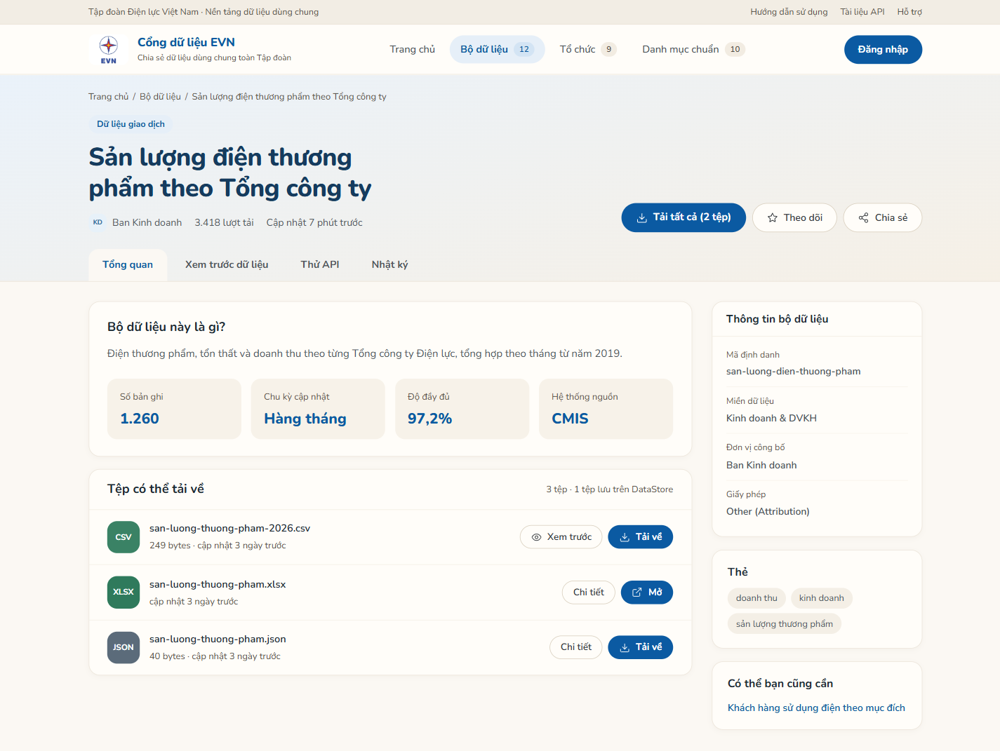 Tập đoàn Điện lực Việt Nam · Nền tảng dữ liệu dùng chung
Hướng dẫn sử dụng Tài liệu API Hỗ trợ
EVN
Cổng dữ liệu EVN
Chia sẻ dữ liệu dùng chung toàn Tập đoàn
Trang chủ Bộ dữ liệu 12 Tổ chức 9 Danh mục chuẩn 10
Đăng nhập
Trang chủ / Bộ dữ liệu / Sản lượng điện thương phẩm theo Tổng công ty
Dữ liệu giao dịch
Sản lượng điện thương
phẩm theo Tổng công ty
KD Ban Kinh doanh 3.418 lượt tải Cập nhật 7 phút trước
Tải tất cả (2 tệp) Theo dõi Chia sẻ
Tổng quan Xem trước dữ liệu Thử API Nhật ký
Bộ dữ liệu này là gì?
Điện thương phẩm, tổn thất và doanh thu theo từng Tổng công ty Điện lực, tổng hợp theo tháng từ năm 2019.
Số bản ghi
1.260
Chu kỳ cập nhật
Hàng tháng
Độ đầy đủ
97,2%
Hệ thống nguồn
CMIS
Tệp có thể tải về
3 tệp · 1 tệp lưu trên DataStore
CSV
san-luong-thuong-pham-2026.csv
249 bytes · cập nhật 3 ngày trước
Xem trước Tải về
XLSX
san-luong-thuong-pham.xlsx
cập nhật 3 ngày trước
Chi tiết Mở
JSON
san-luong-thuong-pham.json
40 bytes · cập nhật 3 ngày trước
Chi tiết Tải về
Thông tin bộ dữ liệu
Mã định danh
san-luong-dien-thuong-pham
Miền dữ liệu
Kinh doanh & DVKH
Đơn vị công bố
Ban Kinh doanh
Giấy phép
Other (Attribution)
Thẻ
doanh thu kinh doanh
sản lượng thương phẩm
Có thể bạn cũng cần
Khách hàng sử dụng điện theo mục đích